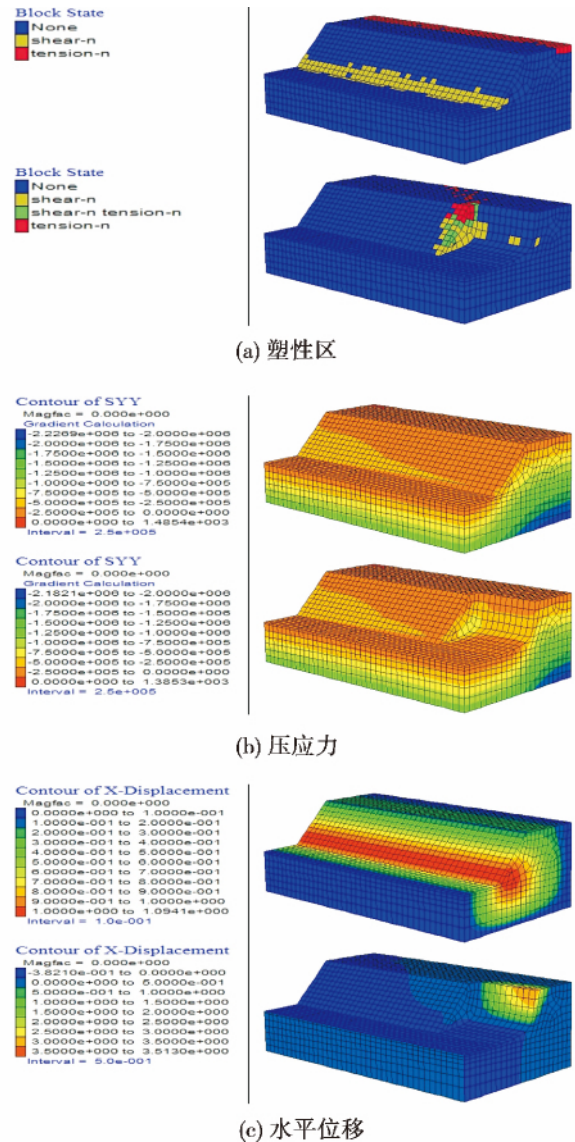 Block State
None
shear-n
tension-n
Block State
None
shear-n
shear-n tension-n
tension-n
(a) 塑性区
Contour of SYY
Magfac = 0.000e+000
Gradient Calculation
-2.2269e+006 to -2.0000e+006
-2.0000e+006 to -1.7500e+006
-1.7500e+006 to -1.5000e+006
-1.5000e+006 to -1.2500e+006
-1.2500e+006 to -1.0000e+006
-1.0000e+006 to -7.5000e+005
-7.5000e+005 to -5.0000e+005
-5.0000e+005 to -2.5000e+005
-2.5000e+005 to 0.0000e+000
0.0000e+000 to 1.4854e+003
Interval = 2.5e+005
Contour of SYY
Magfac = 0.000e+000
Gradient Calculation
-2.1821e+006 to -2.0000e+006
-2.0000e+006 to -1.7500e+006
-1.7500e+006 to -1.5000e+006
-1.5000e+006 to -1.2500e+006
-1.2500e+006 to -1.0000e+006
-1.0000e+006 to -7.5000e+005
-7.5000e+005 to -5.0000e+005
-5.0000e+005 to -2.5000e+005
-2.5000e+005 to 0.0000e+000
0.0000e+000 to 1.3853e+003
Interval = 2.5e+005
(b) 压应力
Contour of X-Displacement
Magfac = 0.000e+000
0.0000e+000 to 1.0000e-001
1.0000e-001 to 2.0000e-001
2.0000e-001 to 3.0000e-001
3.0000e-001 to 4.0000e-001
4.0000e-001 to 5.0000e-001
5.0000e-001 to 6.0000e-001
6.0000e-001 to 7.0000e-001
7.0000e-001 to 8.0000e-001
8.0000e-001 to 9.0000e-001
9.0000e-001 to 1.0000e+000
1.0000e+000 to 1.0941e+000
Interval = 1.0e-001
Contour of X-Displacement
Magfac = 0.000e+000
-3.8210e-001 to 0.0000e+000
0.0000e+000 to 5.0000e-001
5.0000e-001 to 1.0000e+000
1.0000e+000 to 1.5000e+000
1.5000e+000 to 2.0000e+000
2.0000e+000 to 2.5000e+000
2.5000e+000 to 3.0000e+000
3.0000e+000 to 3.5000e+000
3.5000e+000 to 3.5130e+000
Interval = 5.0e-001
(c) 水平位移